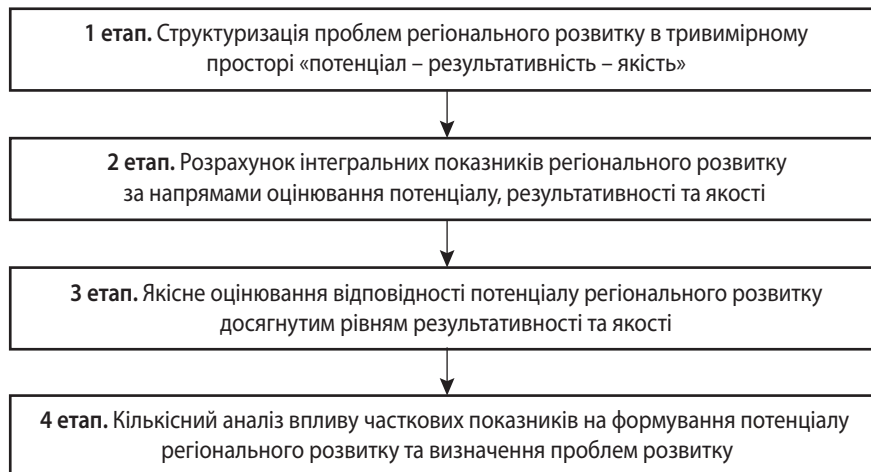 1 етап. Структуризація проблем регіонального розвитку в тривимірному
просторі «потенціал – результативність – якість»
2 етап. Розрахунок інтегральних показників регіонального розвитку
за напрямами оцінювання потенціалу, результативності та якості
3 етап. Якісне оцінювання відповідності потенціалу регіонального розвитку
досягнутим рівням результативності та якості
4 етап. Кількісний аналіз впливу часткових показників на формування потенціалу
регіонального розвитку та визначення проблем розвитку